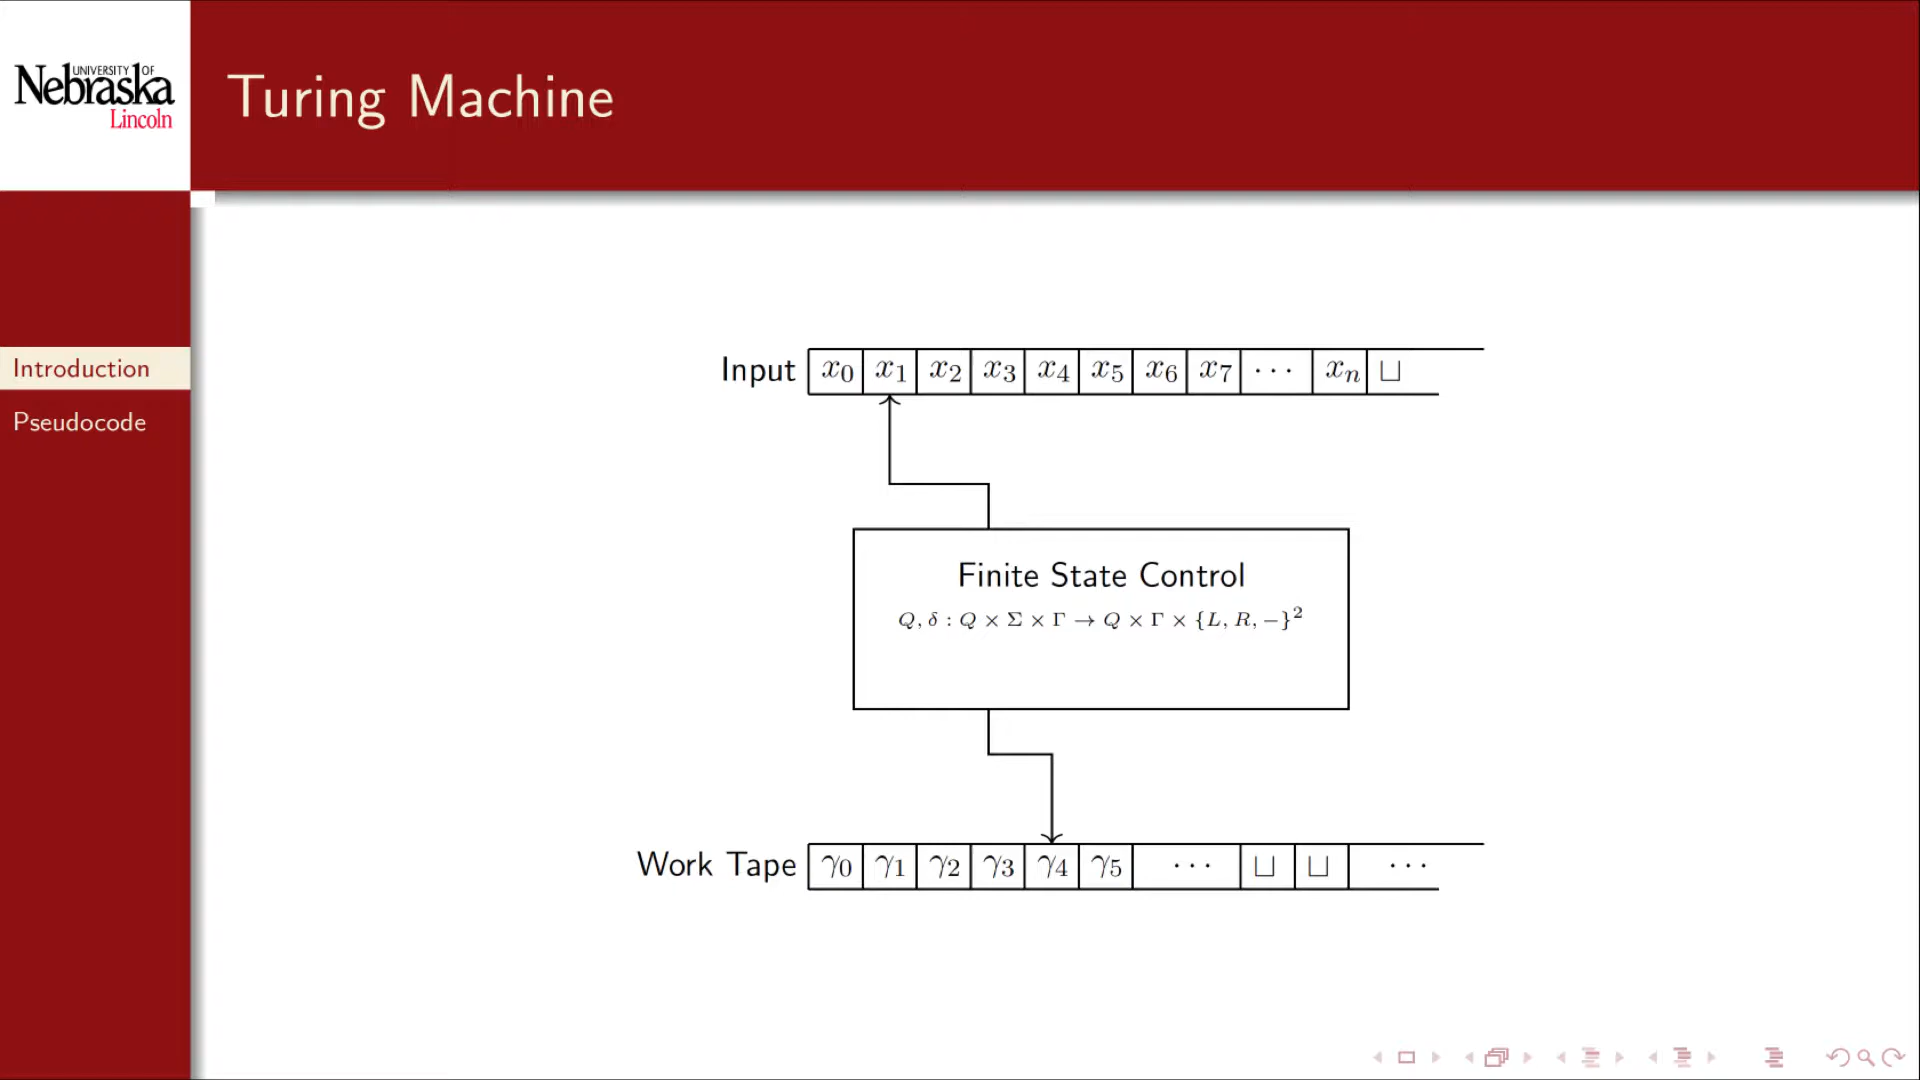 UNIVERSITY OF
Nebraska
Lincoln
Turing Machine
Introduction
Pseudocode
Input x₀ x₁ x₂ x₃ x₄ x₅ x₆ x₇ ⋯ xₙ ⊔
Finite State Control
Q, δ : Q × Σ × Γ → Q × Γ × {L, R, −}²
Work Tape γ₀ γ₁ γ₂ γ₃ γ₄ γ₅ ⋯ ⊔ ⊔ ⋯